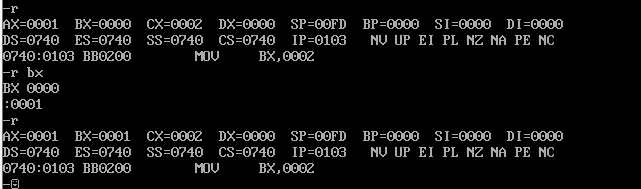 -r
AX=0001  BX=0000  CX=0002  DX=0000  SP=00FD  BP=0000  SI=0000  DI=0000
DS=0740  ES=0740  SS=0740  CS=0740  IP=0103   NV UP EI PL NZ NA PE NC
0740:0103 BB0200        MOV     BX,0002
-r bx
BX 0000
:0001
-r
AX=0001  BX=0001  CX=0002  DX=0000  SP=00FD  BP=0000  SI=0000  DI=0000
DS=0740  ES=0740  SS=0740  CS=0740  IP=0103   NV UP EI PL NZ NA PE NC
0740:0103 BB0200        MOV     BX,0002
-